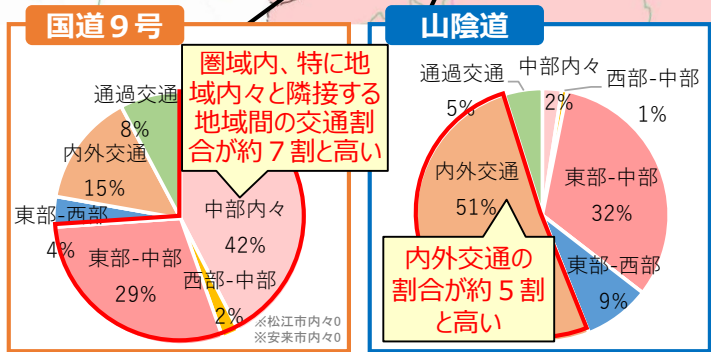 国道９号
圏域内、特に地
域内々と隣接する
地域間の交通割
合が約７割と高い
通過交通
8%
内外交通
15%
東部-西部
4%
東部-中部
29%
中部内々
42%
西部-中部
2%
※松江市内々0
※安来市内々0
山陰道
通過交通
5%
中部内々
2%
西部-中部
1%
内外交通
51%
東部-中部
32%
東部-西部
9%
内外交通の
割合が約５割
と高い